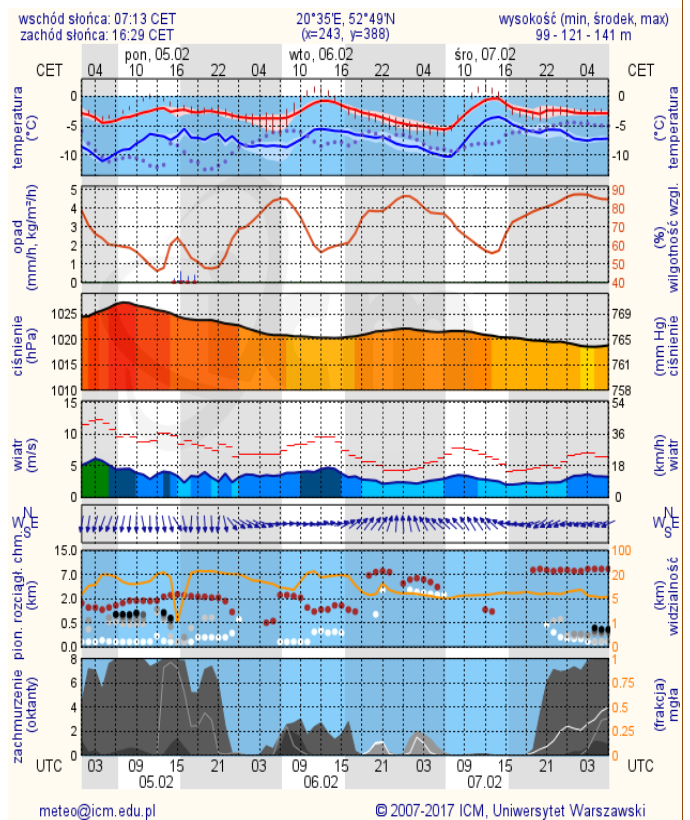 wschód słońca: 07:13 CET 20°35'E, 52°49'N wysokość (min, środek, max)
zachód słońca: 16:29 CET (x=243, y=388) 99 - 121 - 141 m
pon, 05.02 wto, 06.02 śro, 07.02
CET 04 10 16 22 04 10 16 22 04 10 16 22 04 CET
temperatura
(°C)
0
-5
-10
0
-5
-10
(°C)
temperatura
opad
(mm/h, kg/m²/h)
5
4
3
2
1
0
90
80
70
60
50
40
(%)
wilgotność wzgl.
ciśnienie
(hPa)
1025
1020
1015
1010
769
765
761
758
(mm Hg)
ciśnienie
wiatr
(m/s)
15
10
5
0
54
36
18
0
(km/h)
wiatr
N
W E
S
N
W E
S
pion. rozciągł. chm.
(km)
15.0
7.0
2.0
0.5
0.0
100
20
5
1
0
(km)
widzialność
zachmurzenie
(oktanty)
8
6
4
2
0
1
0.75
0.5
0.25
0
(frakcja)
mgła
UTC 03 09 15 21 03 09 15 21 03 09 15 21 03 UTC
05.02 06.02 07.02
meteo@icm.edu.pl © 2007-2017 ICM, Uniwersytet Warszawski